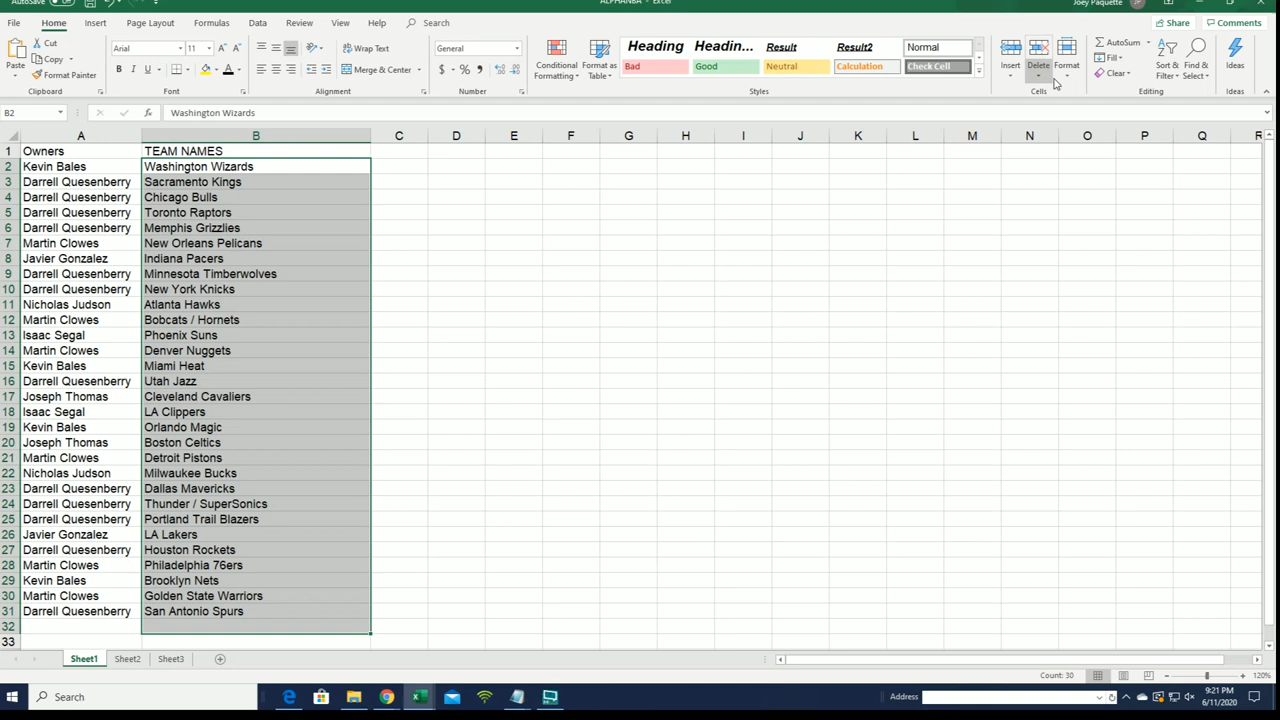 AutoSave Off ALPHANBA - Excel Joey Paquette JP
File Home Insert Page Layout Formulas Data Review View Help Search Share Comments
Paste Cut Copy Format Painter Clipboard
Arial 11 A A B I U A Font
Wrap Text Merge & Center Alignment
General $ % , Number
Conditional Formatting Format as Table
Heading Headin... Result Result2 Normal
Bad Good Neutral Calculation Check Cell
Styles
Insert Delete Format Cells
AutoSum Fill Clear Sort & Filter Find & Select Editing
Ideas Ideas
B2 fx Washington Wizards
A B C D E F G H I J K L M N O P Q R
1 Owners TEAM NAMES
2 Kevin Bales Washington Wizards
3 Darrell Quesenberry Sacramento Kings
4 Darrell Quesenberry Chicago Bulls
5 Darrell Quesenberry Toronto Raptors
6 Darrell Quesenberry Memphis Grizzlies
7 Martin Clowes New Orleans Pelicans
8 Javier Gonzalez Indiana Pacers
9 Darrell Quesenberry Minnesota Timberwolves
10 Darrell Quesenberry New York Knicks
11 Nicholas Judson Atlanta Hawks
12 Martin Clowes Bobcats / Hornets
13 Isaac Segal Phoenix Suns
14 Martin Clowes Denver Nuggets
15 Kevin Bales Miami Heat
16 Darrell Quesenberry Utah Jazz
17 Joseph Thomas Cleveland Cavaliers
18 Isaac Segal LA Clippers
19 Kevin Bales Orlando Magic
20 Joseph Thomas Boston Celtics
21 Martin Clowes Detroit Pistons
22 Nicholas Judson Milwaukee Bucks
23 Darrell Quesenberry Dallas Mavericks
24 Darrell Quesenberry Thunder / SuperSonics
25 Darrell Quesenberry Portland Trail Blazers
26 Javier Gonzalez LA Lakers
27 Darrell Quesenberry Houston Rockets
28 Martin Clowes Philadelphia 76ers
29 Kevin Bales Brooklyn Nets
30 Martin Clowes Golden State Warriors
31 Darrell Quesenberry San Antonio Spurs
32
33
Sheet1 Sheet2 Sheet3
Count: 30 120%
Search Address 9:21 PM
6/11/2020